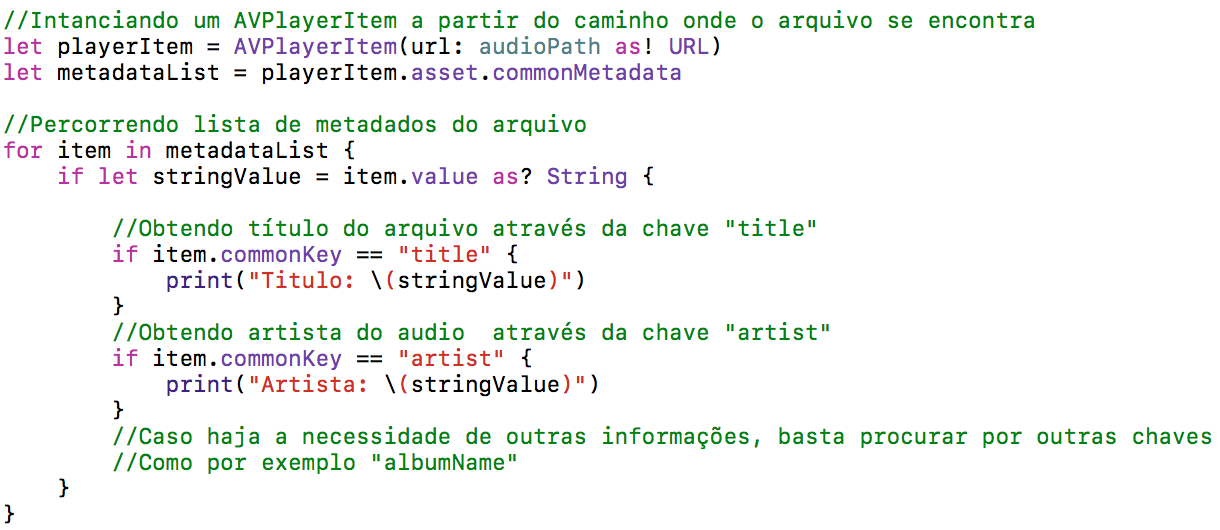 //Intanciando um AVPlayerItem a partir do caminho onde o arquivo se encontra
let playerItem = AVPlayerItem(url: audioPath as! URL)
let metadataList = playerItem.asset.commonMetadata
//Percorrendo lista de metadados do arquivo
for item in metadataList {
if let stringValue = item.value as? String {
//Obtendo título do arquivo através da chave "title"
if item.commonKey == "title" {
print("Titulo: \(stringValue)")
}
//Obtendo artista do audio  através da chave "artist"
if item.commonKey == "artist" {
print("Artista: \(stringValue)")
}
//Caso haja a necessidade de outras informações, basta procurar por outras chaves
//Como por exemplo "albumName"
}
}